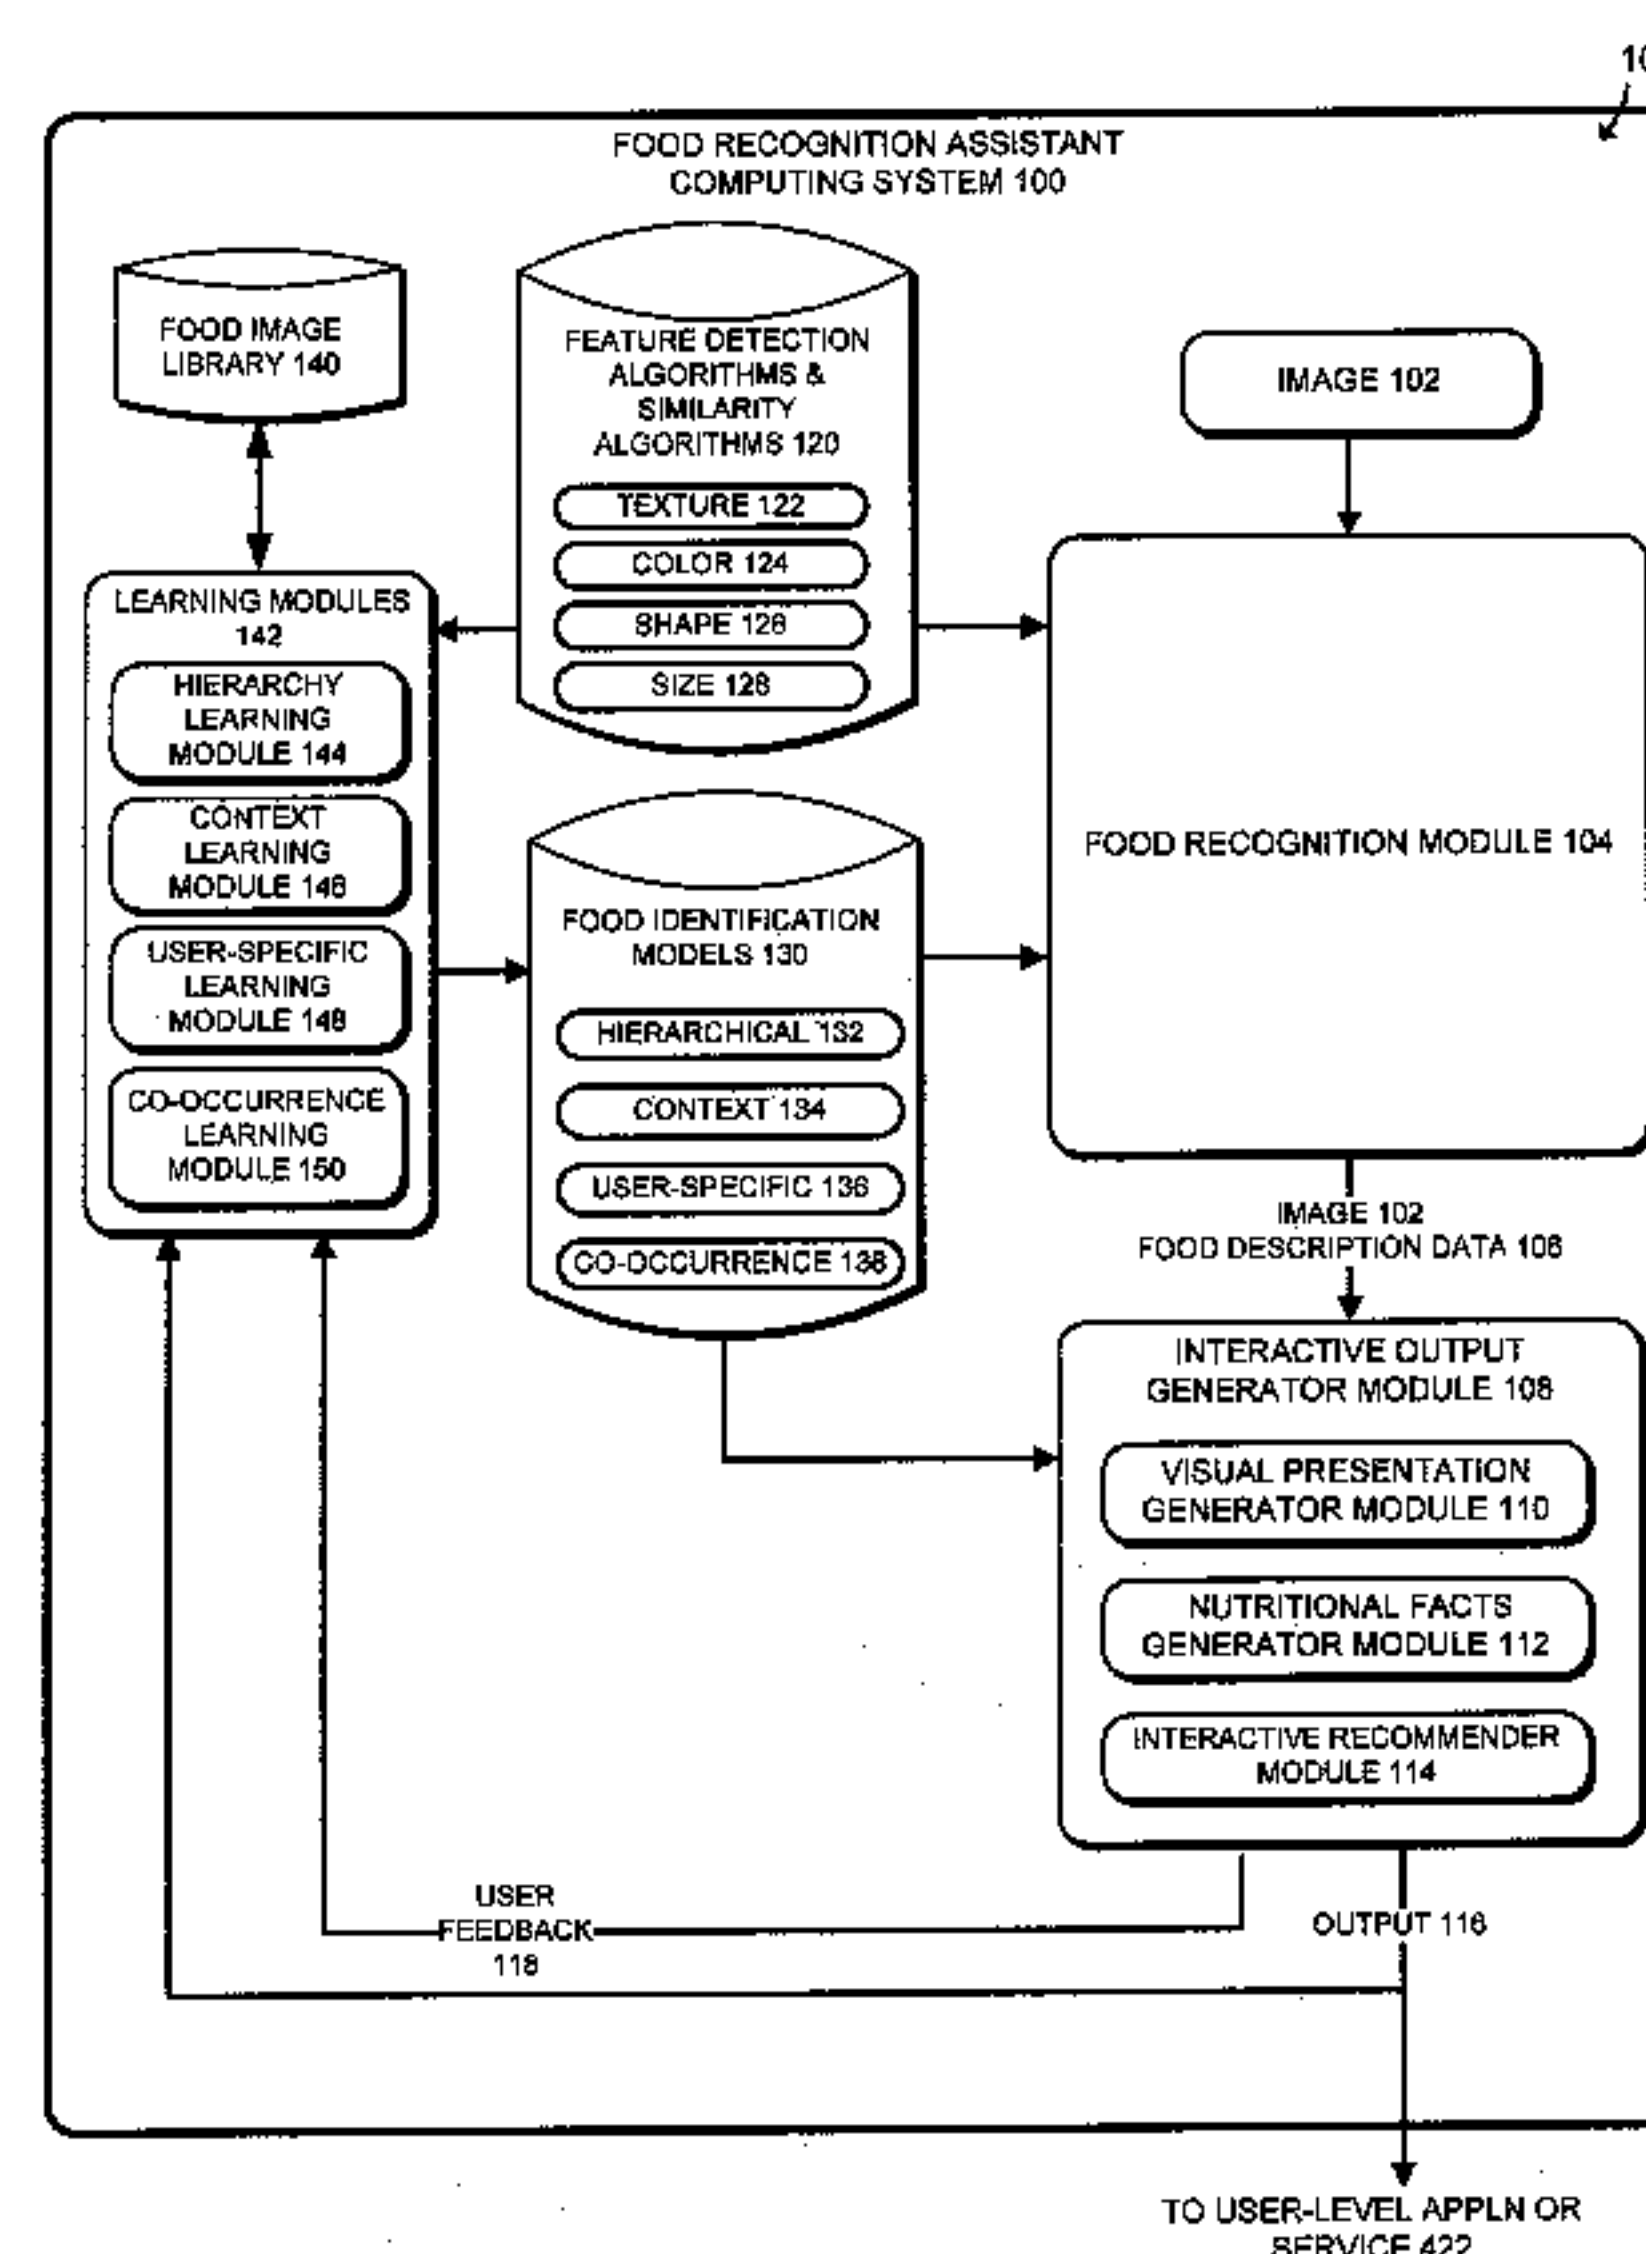 10
FOOD RECOGNITION ASSISTANT
COMPUTING SYSTEM 100
FOOD IMAGE
LIBRARY 140
FEATURE DETECTION
ALGORITHMS &
SIMILARITY
ALGORITHMS 120
TEXTURE 122
COLOR 124
SHAPE 126
SIZE 128
IMAGE 102
LEARNING MODULES
142
HIERARCHY
LEARNING
MODULE 144
CONTEXT
LEARNING
MODULE 146
USER-SPECIFIC
LEARNING
MODULE 148
CO-OCCURRENCE
LEARNING
MODULE 150
FOOD IDENTIFICATION
MODELS 130
HIERARCHICAL 132
CONTEXT 134
USER-SPECIFIC 136
CO-OCCURRENCE 138
FOOD RECOGNITION MODULE 104
IMAGE 102
FOOD DESCRIPTION DATA 106
INTERACTIVE OUTPUT
GENERATOR MODULE 108
VISUAL PRESENTATION
GENERATOR MODULE 110
NUTRITIONAL FACTS
GENERATOR MODULE 112
INTERACTIVE RECOMMENDER
MODULE 114
USER
FEEDBACK
118
OUTPUT 116
TO USER-LEVEL APPLN OR
SERVICE 422